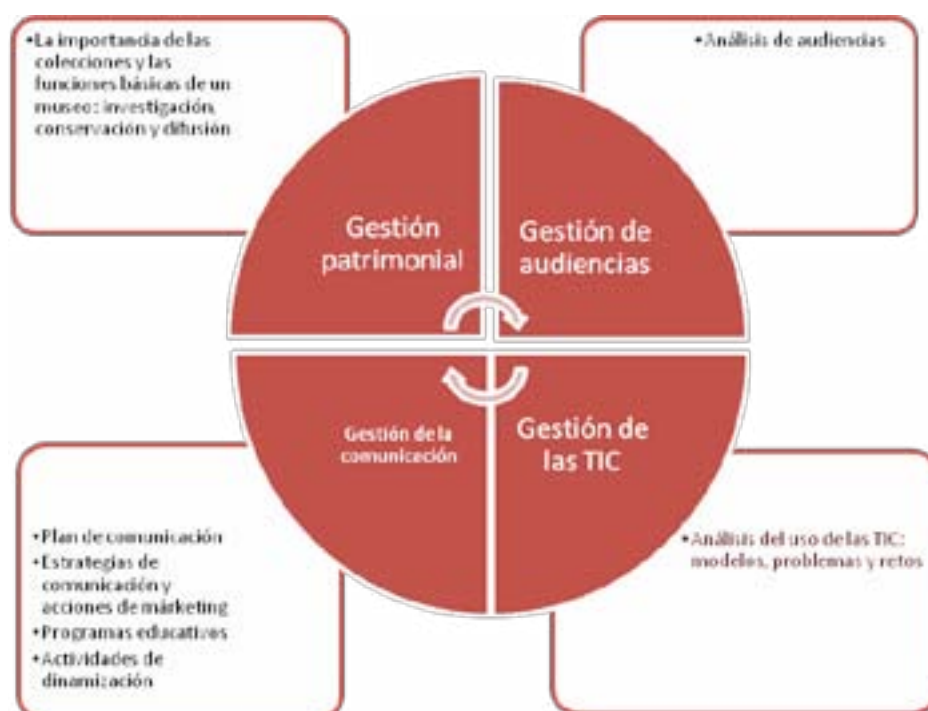 •La importancia de las
colecciones y las
funciones básicas de un
museo: investigación,
conservación y difusión
•Análisis de audiencias
Gestión
patrimonial
Gestión de
audiencias
Gestión de la
comunicación
Gestión de
las TIC
•Plan de comunicación
•Estrategias de
comunicación y
acciones de márketing
•Programas educativos
•Actividades de
dinamización
•Análisis del uso de las TIC:
modelos, problemas y retos